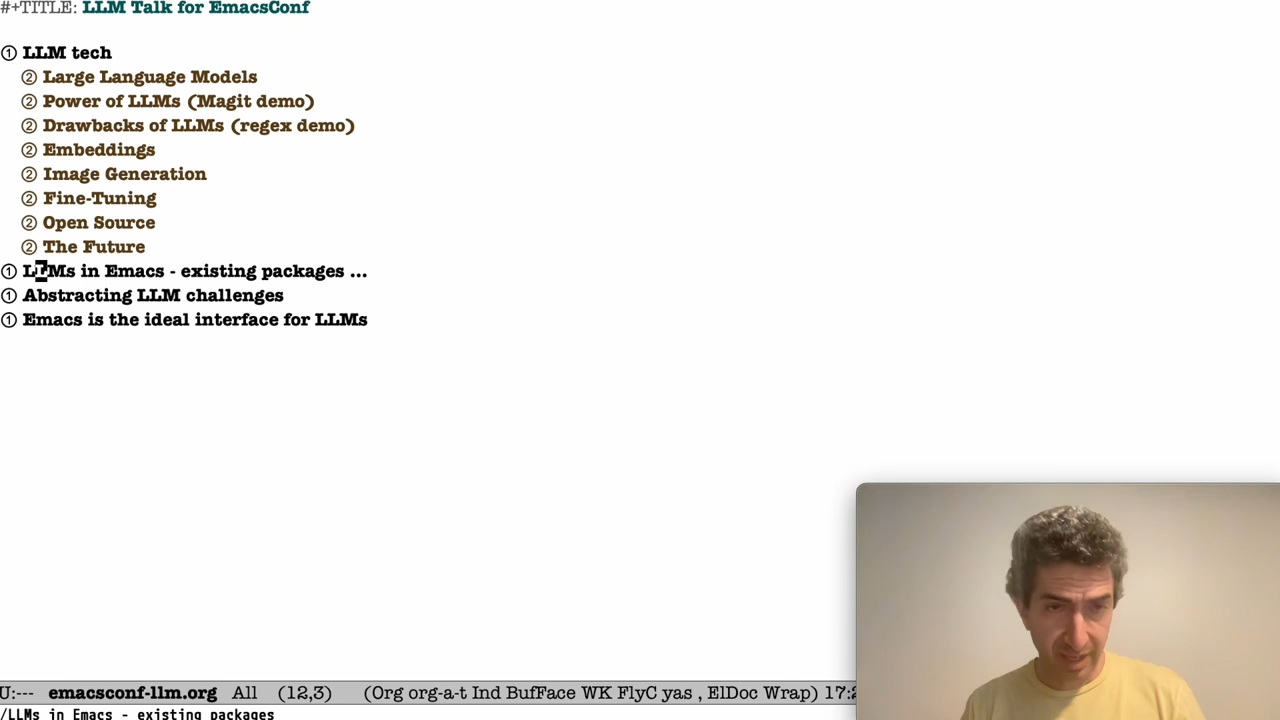 #+TITLE: LLM Talk for EmacsConf
① LLM tech
② Large Language Models
② Power of LLMs (Magit demo)
② Drawbacks of LLMs (regex demo)
② Embeddings
② Image Generation
② Fine-Tuning
② Open Source
② The Future
① LLMs in Emacs - existing packages ...
① Abstracting LLM challenges
① Emacs is the ideal interface for LLMs
U:--- emacsconf-llm.org All (12,3) (Org org-a-t Ind BufFace WK FlyC yas , ElDoc Wrap) 17:2
/LLMs in Emacs - existing packages